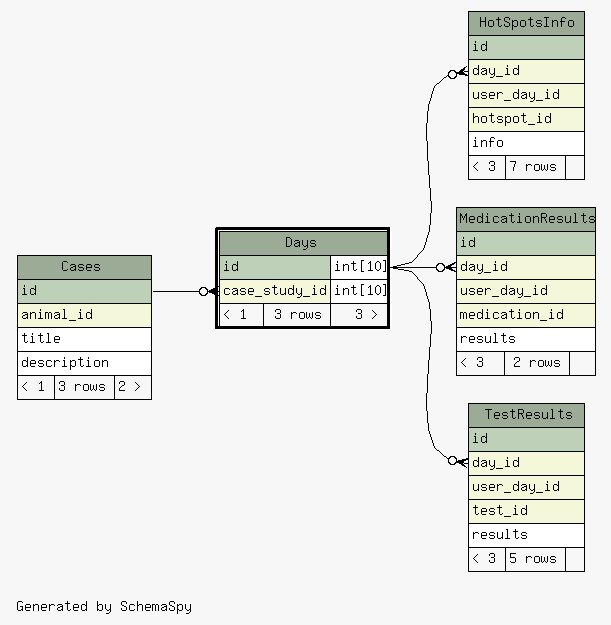 Cases
id
animal_id
title
description
< 1 3 rows 2 >
Days
id int[10]
case_study_id int[10]
< 1 3 rows 3 >
HotSpotsInfo
id
day_id
user_day_id
hotspot_id
info
< 3 7 rows
MedicationResults
id
day_id
user_day_id
medication_id
results
< 3 2 rows
TestResults
id
day_id
user_day_id
test_id
results
< 3 5 rows
Generated by SchemaSpy